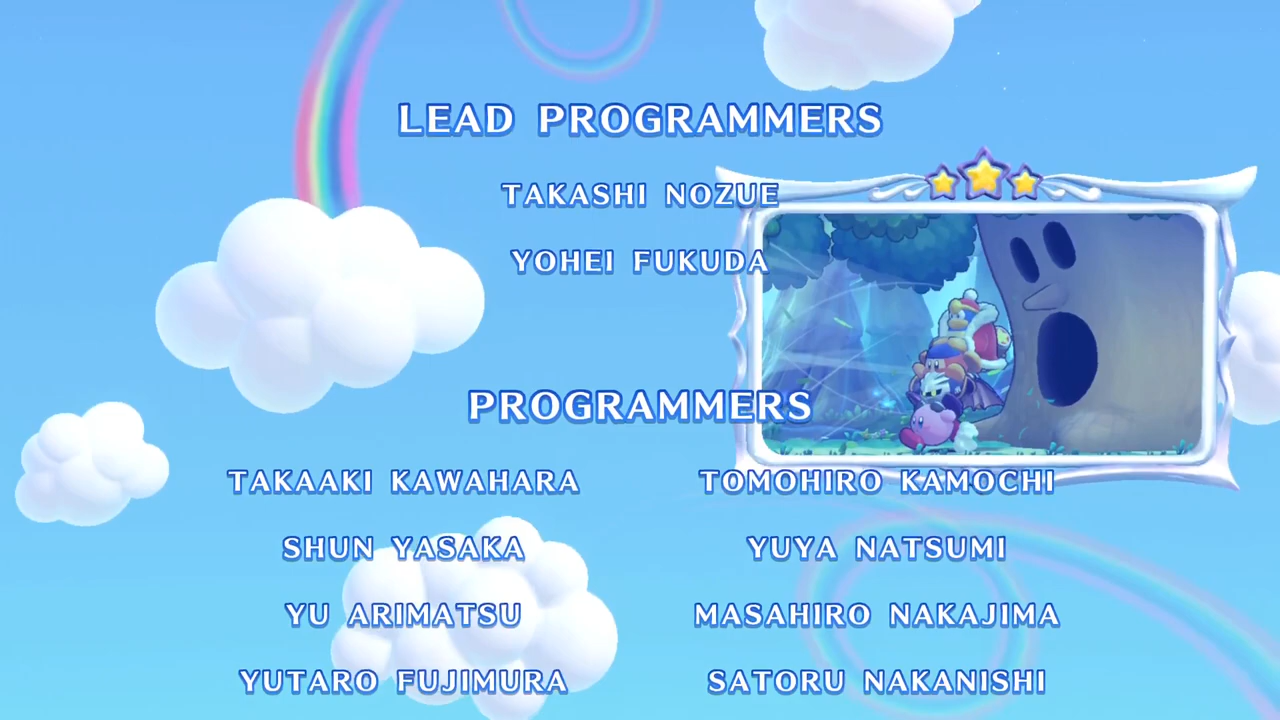 LEAD PROGRAMMERS
TAKASHI NOZUE
YOHEI FUKUDA
PROGRAMMERS
TAKAAKI KAWAHARA
TOMOHIRO KAMOCHI
SHUN YASAKA
YUYA NATSUMI
YU ARIMATSU
MASAHIRO NAKAJIMA
YUTARO FUJIMURA
SATORU NAKANISHI